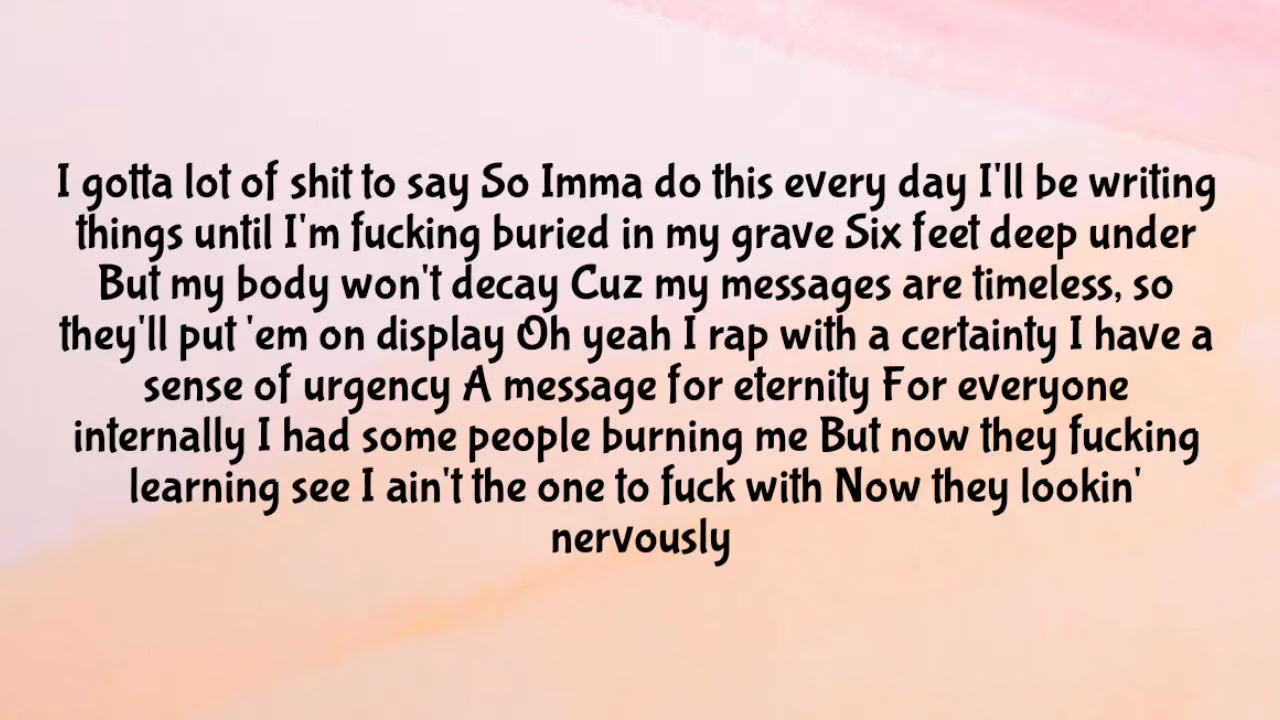 I gotta lot of shit to say So Imma do this every day I'll be writing
things until I'm fucking buried in my grave Six feet deep under
But my body won't decay Cuz my messages are timeless, so
they'll put 'em on display Oh yeah I rap with a certainty I have a
sense of urgency A message for eternity For everyone
internally I had some people burning me But now they fucking
learning see I ain't the one to fuck with Now they lookin'
nervously